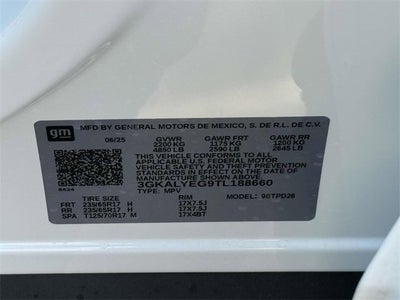 gm
MFD BY GENERAL MOTORS DE MEXICO, S. DE R.L. DE C.V.
06/25 GVWR GAWR FRT GAWR RR
2200 KG 1175 KG 1200 KG
4850 LB 2590 LB 2645 LB
THIS VEHICLE CONFORMS TO ALL
APPLICABLE U.S. FEDERAL MOTOR
VEHICLE SAFETY AND THEFT PREVENTION
STANDARDS IN EFFECT ON THE DATE OF
MANUFACTURE SHOWN ABOVE.
3GKALYEG9TL188660
TYPE: MPV MODEL: 90TPD26
TIRE SIZE RIM
FRT 235/65R17 H 17X7.5J
RR 235/65R17 H 17X7.5J
SPA T125/70R17 M 17X4BT